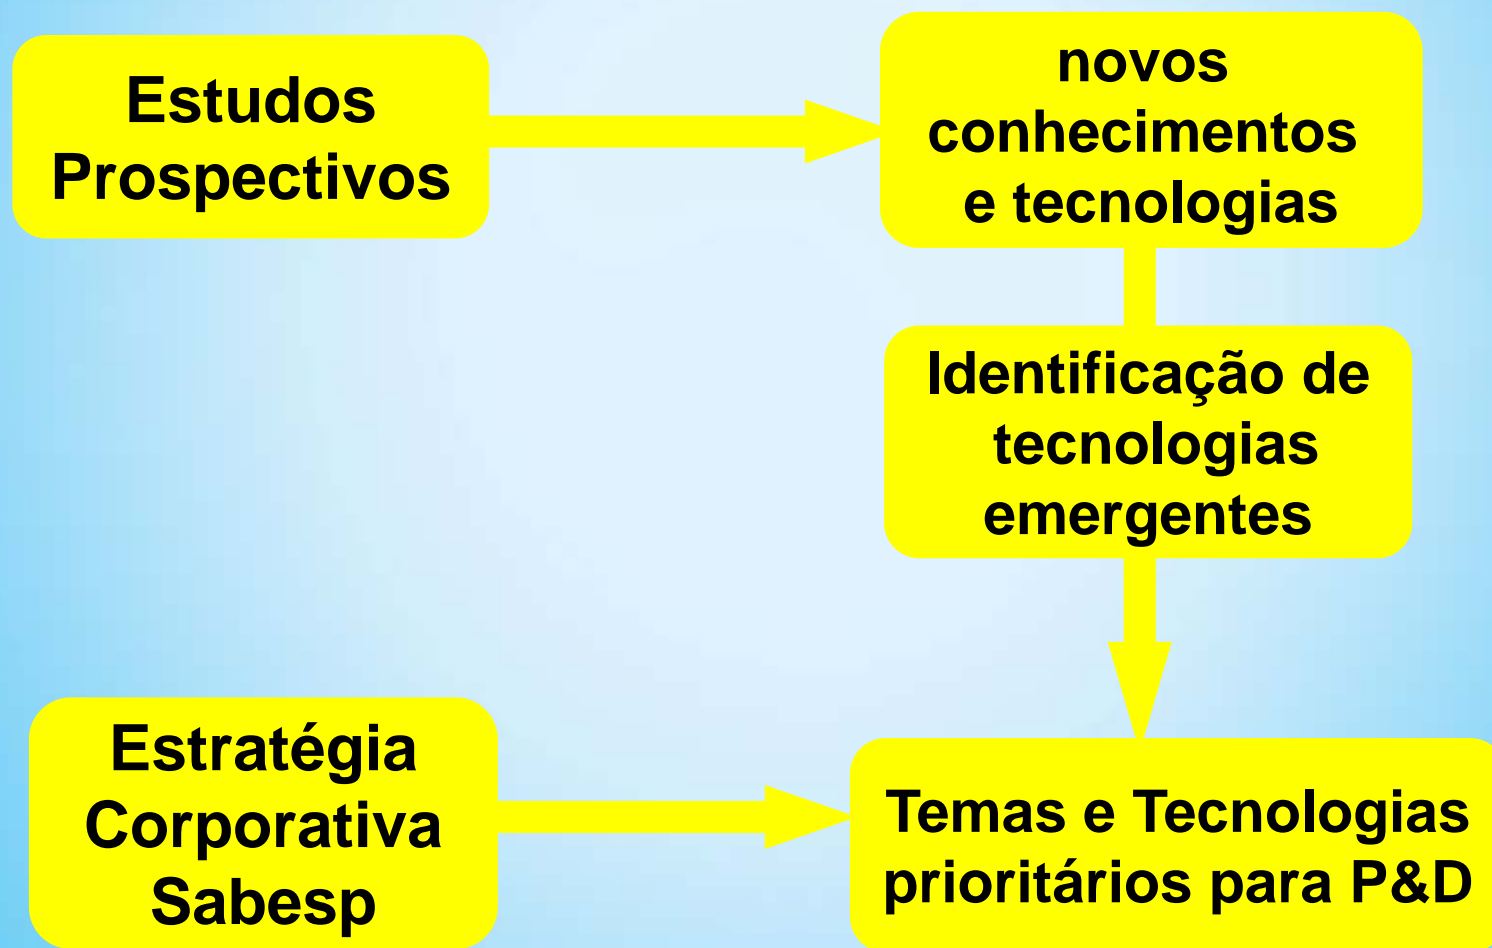 Estudos
Prospectivos
novos
conhecimentos
e tecnologias
Identificação de
tecnologias
emergentes
Estratégia
Corporativa
Sabesp
Temas e Tecnologias
prioritários para P&D